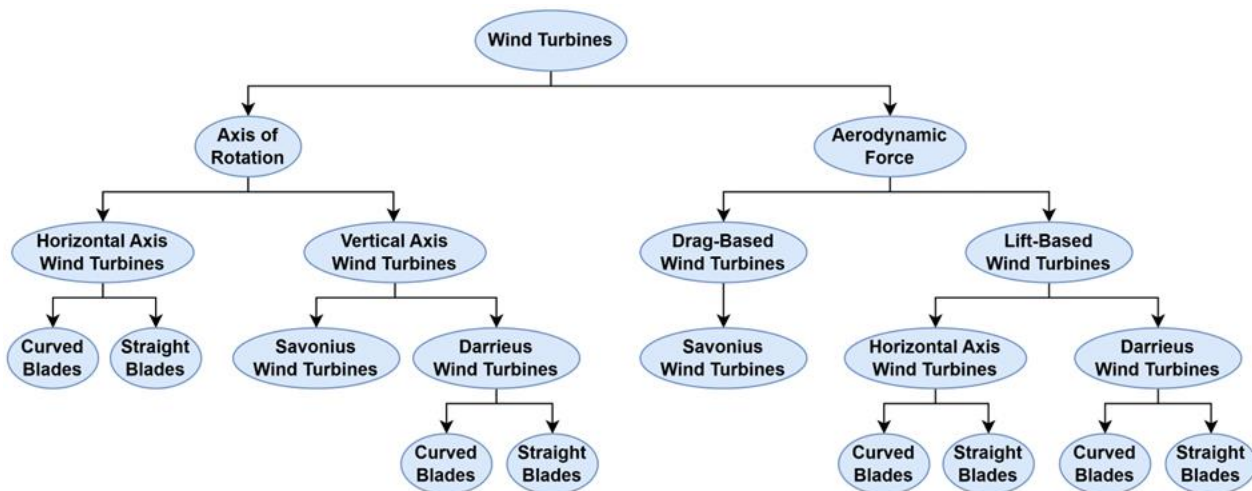 Wind Turbines
Axis of
Rotation
Aerodynamic
Force
Horizontal Axis
Wind Turbines
Vertical Axis
Wind Turbines
Drag-Based
Wind Turbines
Lift-Based
Wind Turbines
Curved
Blades
Straight
Blades
Savonius
Wind Turbines
Darrieus
Wind Turbines
Savonius
Wind Turbines
Horizontal Axis
Wind Turbines
Darrieus
Wind Turbines
Curved
Blades
Straight
Blades
Curved
Blades
Straight
Blades
Curved
Blades
Straight
Blades